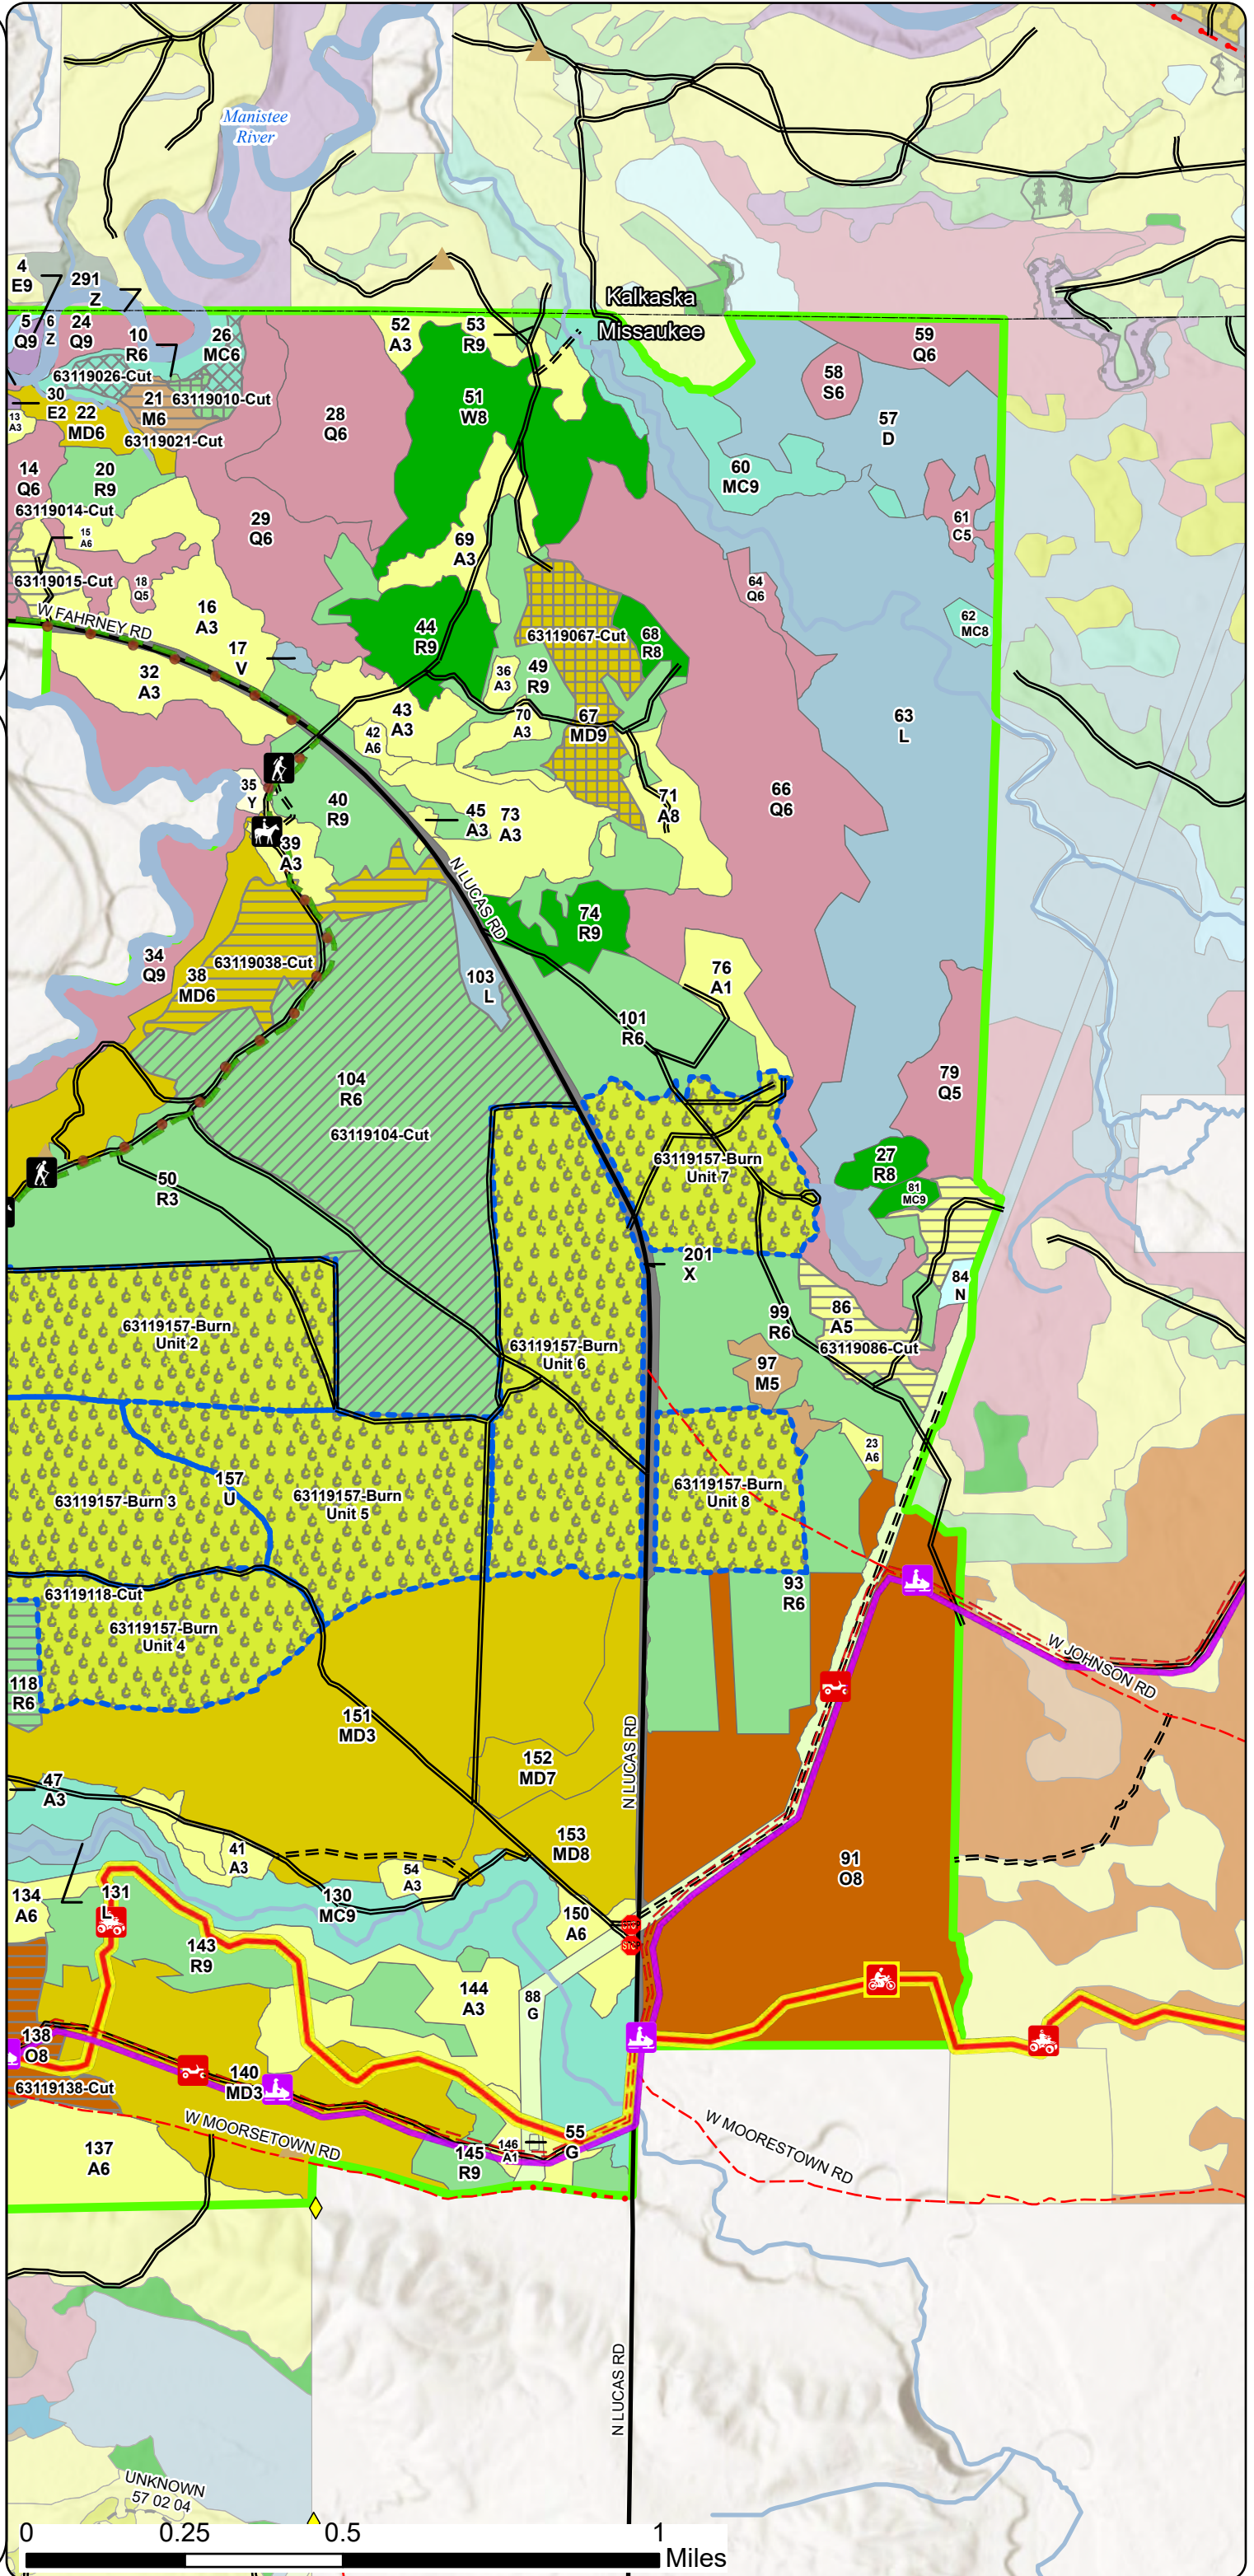 Manistee
River
Kalkaska
Missaukee
4
E9
291
Z
5
Q9
6
Z
24
Q9
10
R6
26
MC6
52
A3
53
R9
59
Q6
63119026-Cut
58
S6
30
E2
22
MD6
21
M6
63119010-Cut
28
Q6
51
W8
57
D
13
A3
63119021-Cut
14
Q6
20
R9
60
MC9
63119014-Cut
29
Q6
61
C5
15
A6
69
A3
63119015-Cut
18
Q5
64
Q6
16
A3
W FAHRNEY RD
62
MC8
44
R9
63119067-Cut
68
R8
17
V
32
A3
36
A3
49
R9
43
A3
70
A3
67
MD9
63
L
42
A6
35
Y
40
R9
45
A3
73
A3
71
A8
66
Q6
39
A3
N LUCAS RD
74
R9
34
Q9
63119038-Cut
38
MD6
103
L
76
A1
101
R6
104
R6
79
Q5
63119104-Cut
50
R3
63119157-Burn
Unit 7
27
R8
81
MC9
201
X
84
N
99
R6
86
A5
63119157-Burn
Unit 2
63119157-Burn
Unit 6
63119086-Cut
97
M5
23
A6
157
U
63119157-Burn 3
63119157-Burn
Unit 5
63119157-Burn
Unit 8
63119118-Cut
93
R6
63119157-Burn
Unit 4
W JOHNSON RD
118
R6
151
MD3
N LUCAS RD
152
MD7
47
A3
153
MD8
41
A3
54
A3
91
O8
134
A6
131
L
130
MC9
150
A6
STOP
STOP
143
R9
144
A3
88
G
138
O8
140
MD3
63119138-Cut
W MOORSETOWN RD
W MOORESTOWN RD
55
G
137
A6
145
R9
146
A1
N LUCAS RD
UNKNOWN
57 02 04
0 0.25 0.5 1
Miles